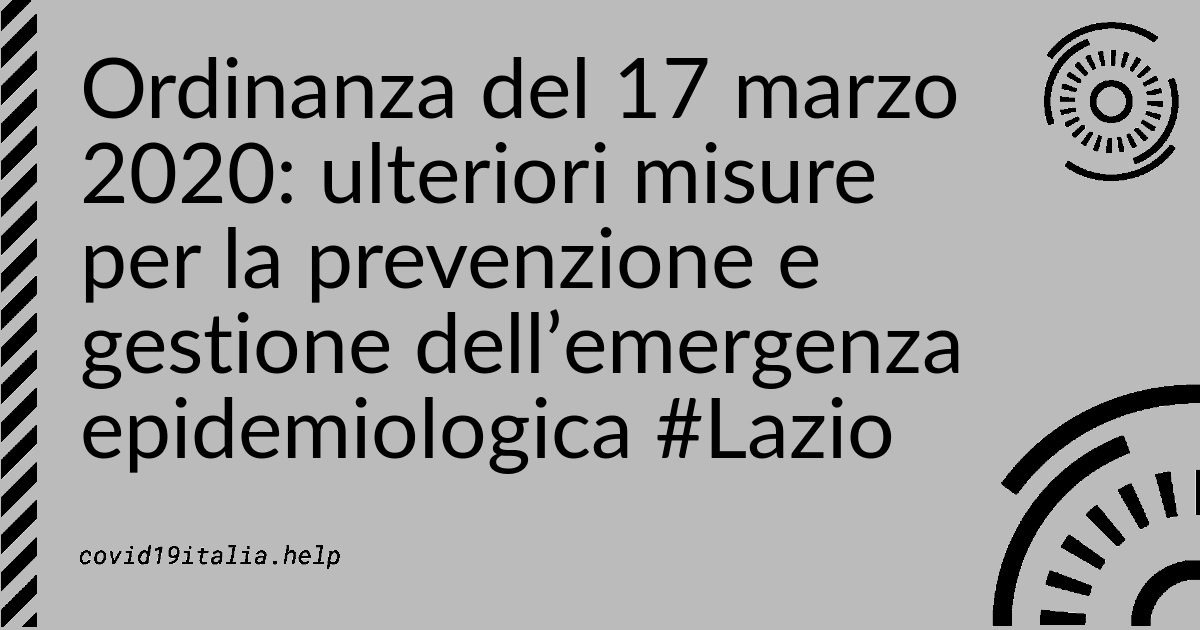 Ordinanza del 17 marzo
2020: ulteriori misure
per la prevenzione e
gestione dell’emergenza
epidemiologica #Lazio
covid19italia.help